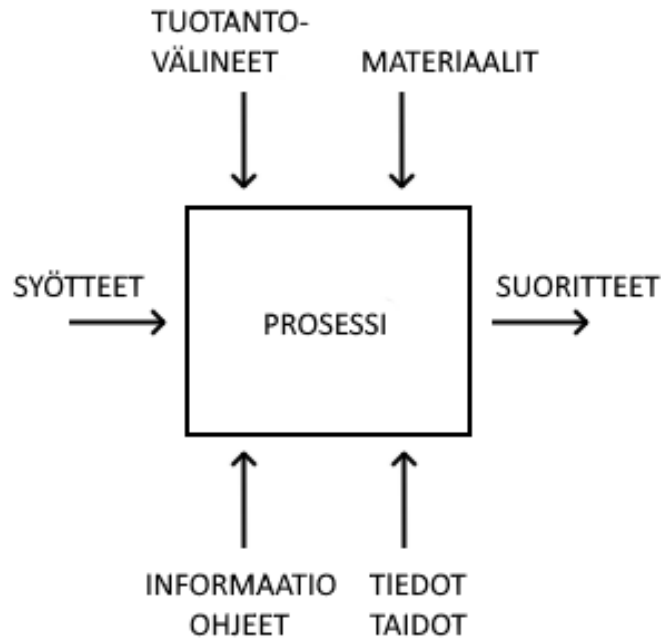 TUOTANTO-
VÄLINEET
MATERIAALIT
SYÖTTEET
PROSESSI
SUORITTEET
INFORMAATIO
OHJEET
TIEDOT
TAIDOT